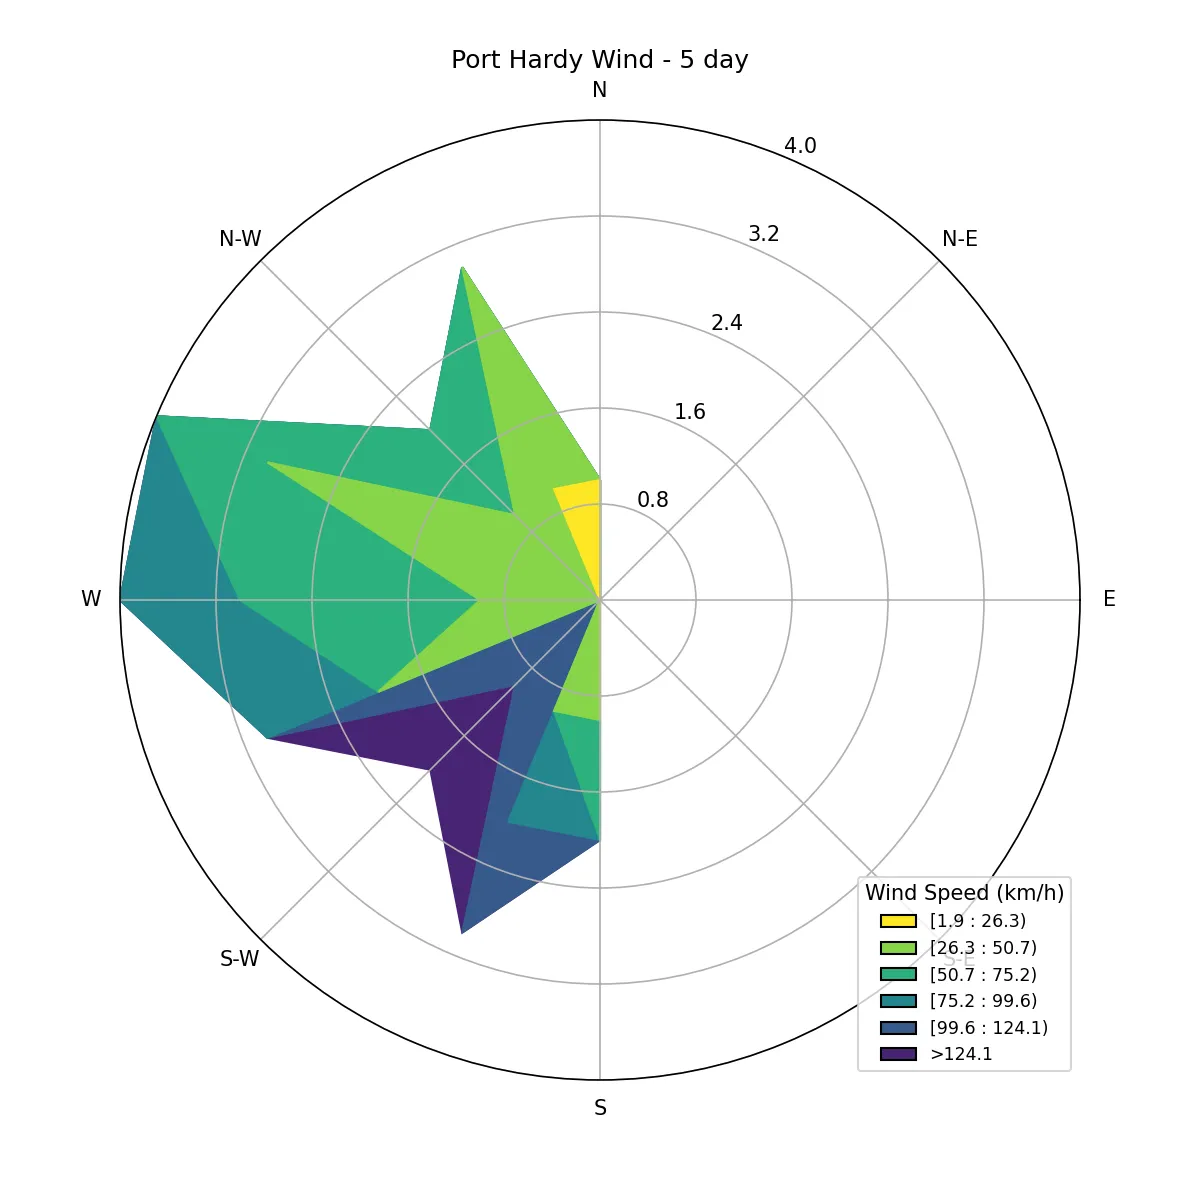 Port Hardy Wind - 5 day
N
4.0
3.2
N-W
N-E
2.4
1.6
0.8
W
E
Wind Speed (km/h)
[1.9 : 26.3)
[26.3 : 50.7)
S-W
S-E
[50.7 : 75.2)
[75.2 : 99.6)
[99.6 : 124.1)
>124.1
S